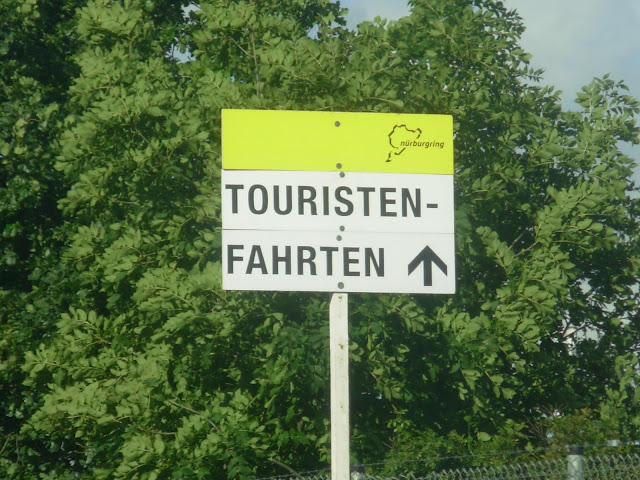 nürburgring
TOURISTEN-
FAHRTEN ↑